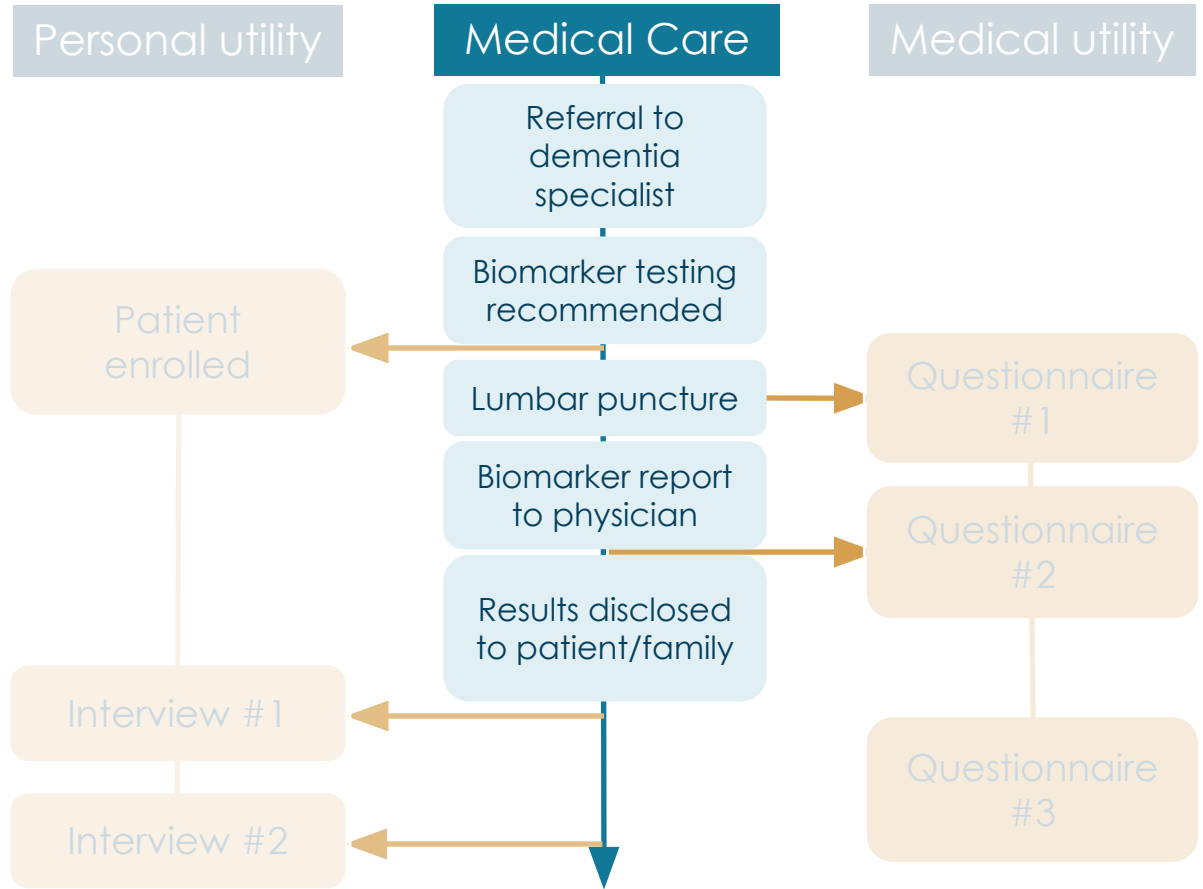 Personal utility
Medical Care
Medical utility
Referral to
dementia
specialist
Biomarker testing
recommended
Patient
enrolled
Lumbar puncture
Questionnaire
#1
Biomarker report
to physician
Questionnaire
#2
Results disclosed
to patient/family
Interview #1
Questionnaire
#3
Interview #2